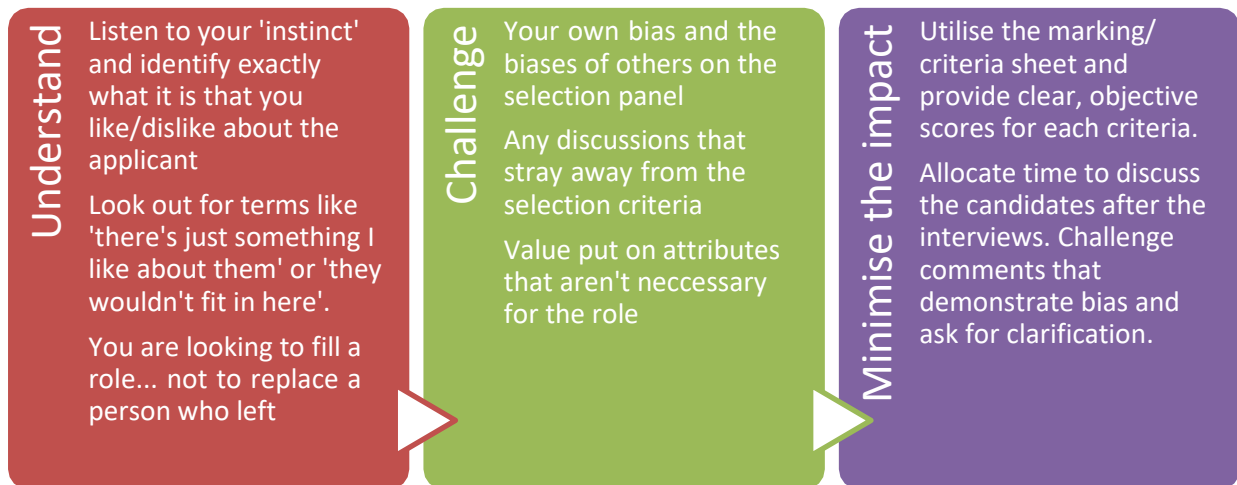 Understand
Listen to your 'instinct'
and identify exactly
what it is that you
like/dislike about the
applicant
Look out for terms like
'there's just something I
like about them' or 'they
wouldn't fit in here'.
You are looking to fill a
role... not to replace a
person who left
Challenge
Your own bias and the
biases of others on the
selection panel
Any discussions that
stray away from the
selection criteria
Value put on attributes
that aren't neccessary
for the role
Minimise the impact
Utilise the marking/
criteria sheet and
provide clear, objective
scores for each criteria.
Allocate time to discuss
the candidates after the
interviews. Challenge
comments that
demonstrate bias and
ask for clarification.